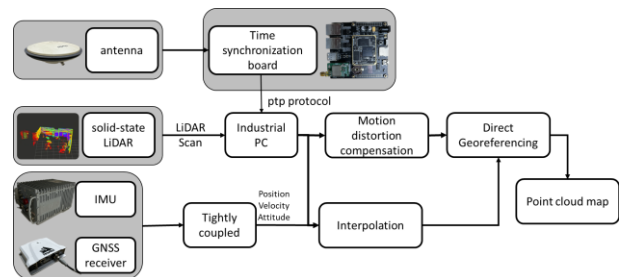 antenna
Time
synchronization
board
ptp protocol
solid-state
LiDAR
LiDAR
Scan
Industrial
PC
Motion
distortion
compensation
Direct
Georeferencing
Point cloud map
IMU
GNSS
receiver
Tightly
coupled
Position
Velocity
Attitude
Interpolation